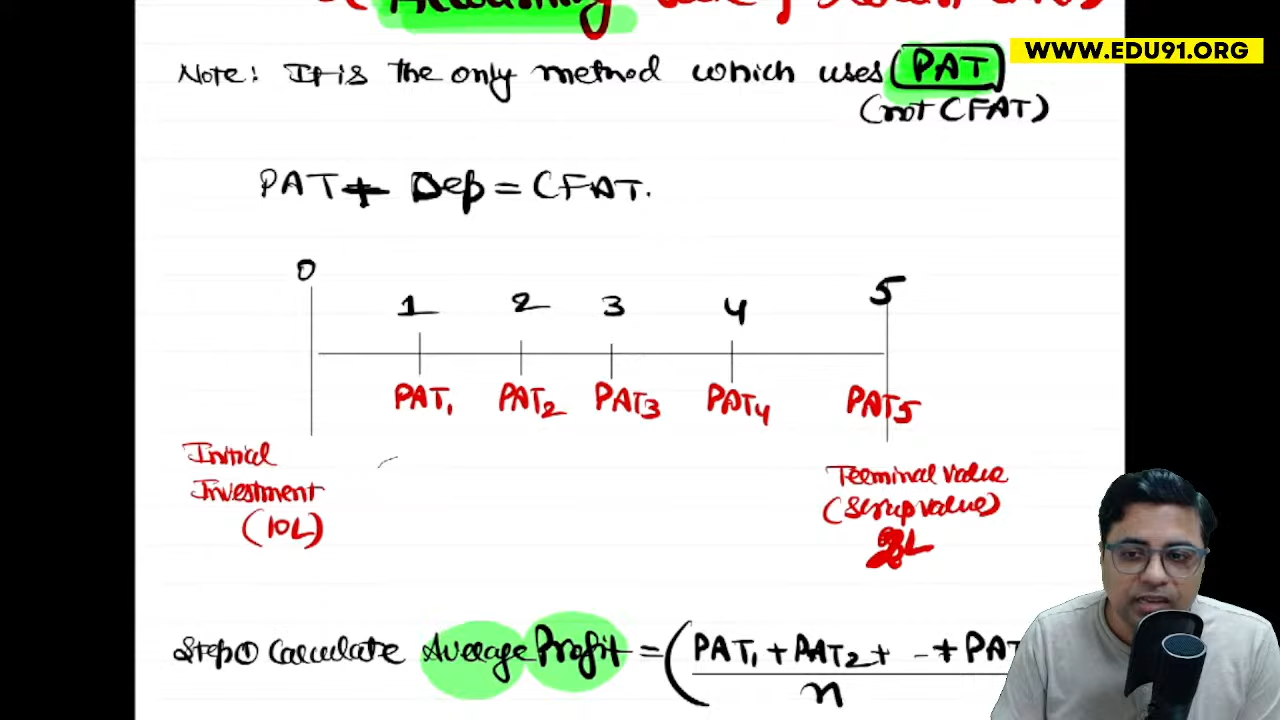 (Accounting
WWW.EDU91.ORG
Note: It is the only method which uses PAT
(not CFAT)
PAT + Dep = CFAT.
0
1 2 3 4 5
PAT1 PAT2 PAT3 PAT4 PAT5
Initial
Investment
(10L)
Terminal value
(Scrap value)
Step① Calculate Average Profit = (PAT1 + PAT2 + - + PAT
n